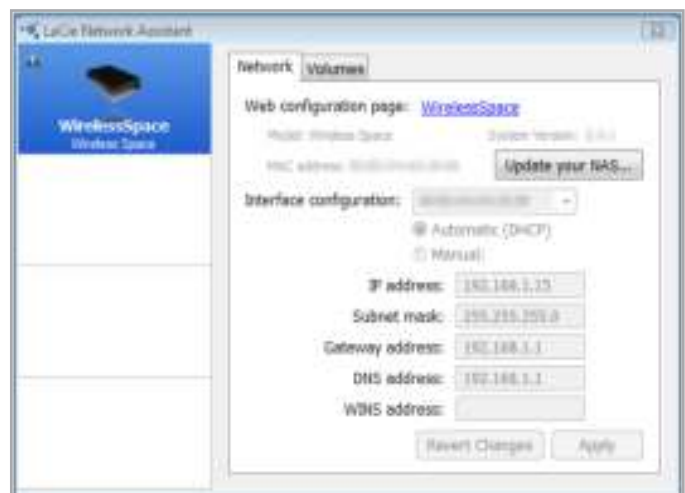 LaCie Network Assistant
WirelessSpace
Wireless Space
Network Volumes
Web configuration page: WirelessSpace
Model: Wireless Space System Version:
MAC address: Update your NAS...
Interface configuration:
Automatic (DHCP)
Manual:
IP address: 192.168.1.15
Subnet mask: 255.255.255.0
Gateway address: 192.168.1.1
DNS address: 192.168.1.1
WINS address:
Revert Changes Apply